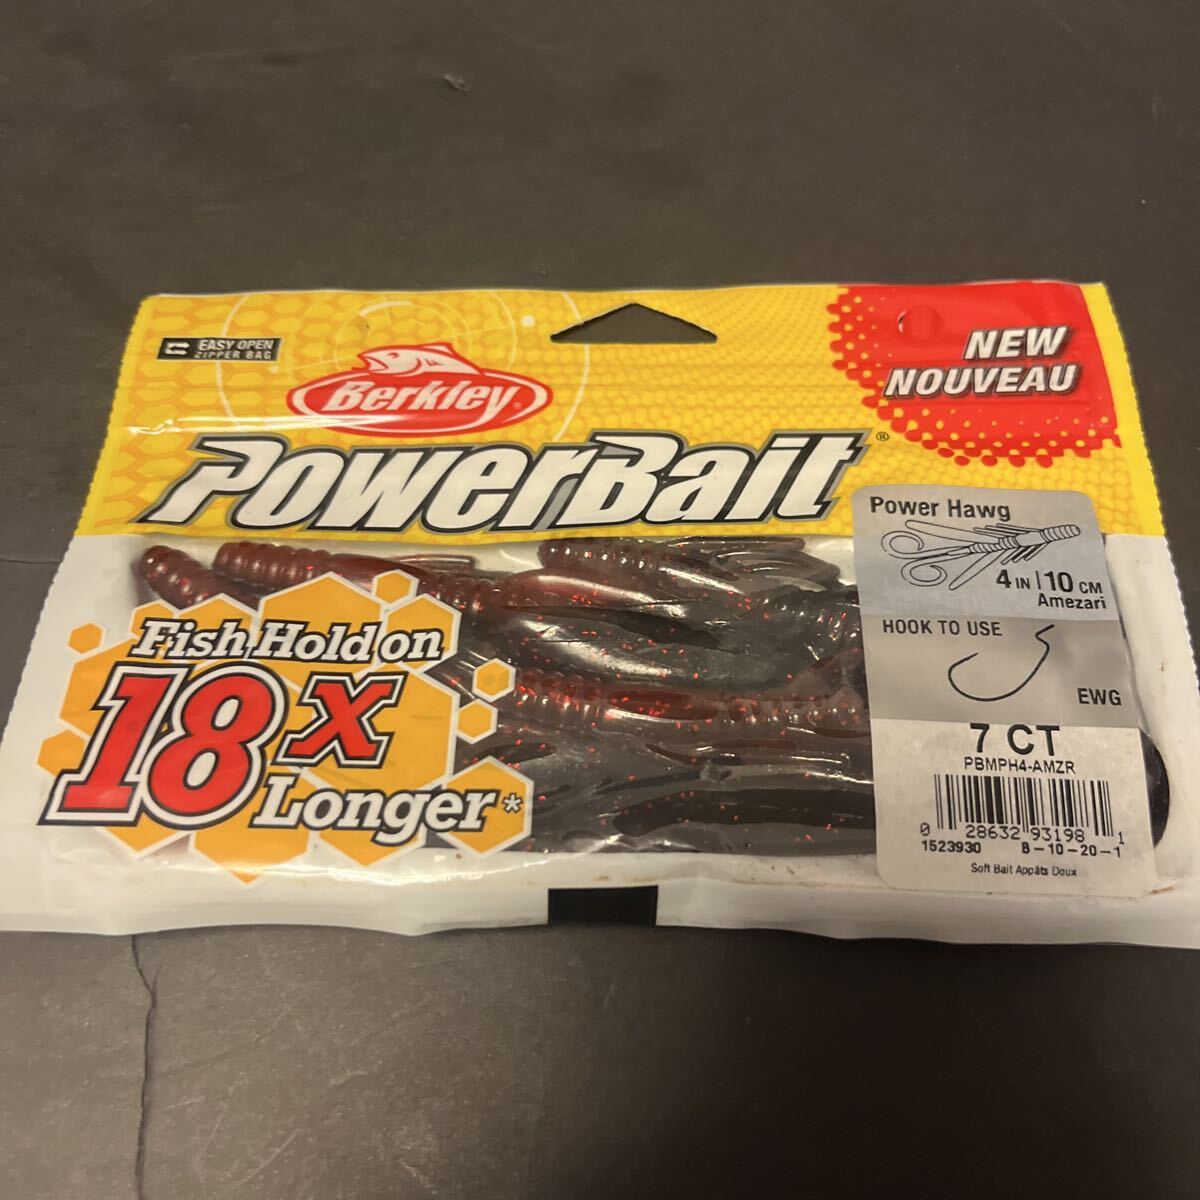 EASY OPEN
ZIPPER BAG
Berkley®
PowerBait®
NEW
NOUVEAU
Fish Hold on
18X
Longer*
Power Hawg
4 IN | 10 CM
Amezari
HOOK TO USE
EWG
7 CT
PBMPH4-AMZR
0 28632 93198 1
1523930 B-10-20-1
Soft Bait Appâts Doux